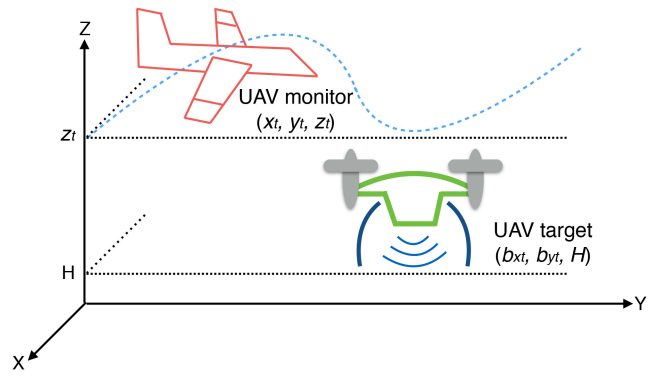 Z
UAV monitor
(xt, yt, zt)
zt
UAV target
(bxt, byt, H)
H
Y
X